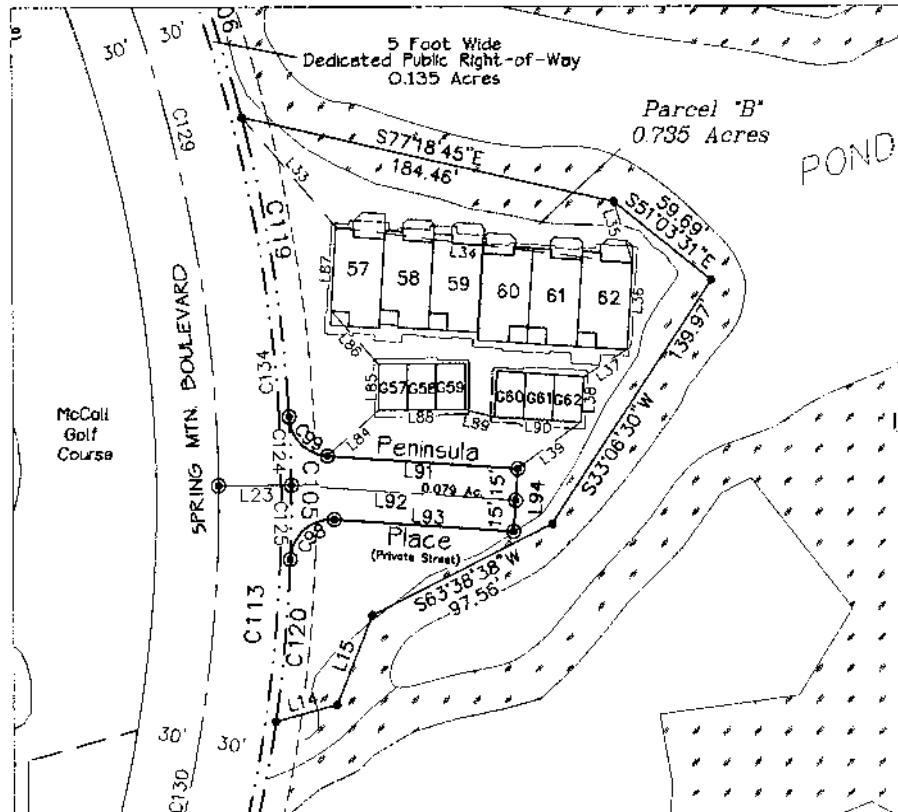 30'
30'
5 Foot Wide
Dedicated Public Right-of-Way
0.135 Acres
Parcel "B"
0.735 Acres
POND
C129
L33
S77°18'45"E
184.46'
59.69'
S51°03'31"E
L35
C119
L87
57
58
59
L34
60
61
62
L36
139.97'
S33°06'30"W
SPRING MTN. BOULEVARD
C134
L86
L37
L85
G57
G58
G59
G60
G61
G62
L38
McCall
Golf
Course
C99
L84
L88
L89
L90
L39
Peninsula
L91
C124
C105
L23
L92
0.079 Ac.
15'
15'
L94
C125
C98
L93
Place
(Private Street)
S63°38'38"W
97.56'
C113
C120
L15
L14
30'
30'
C130